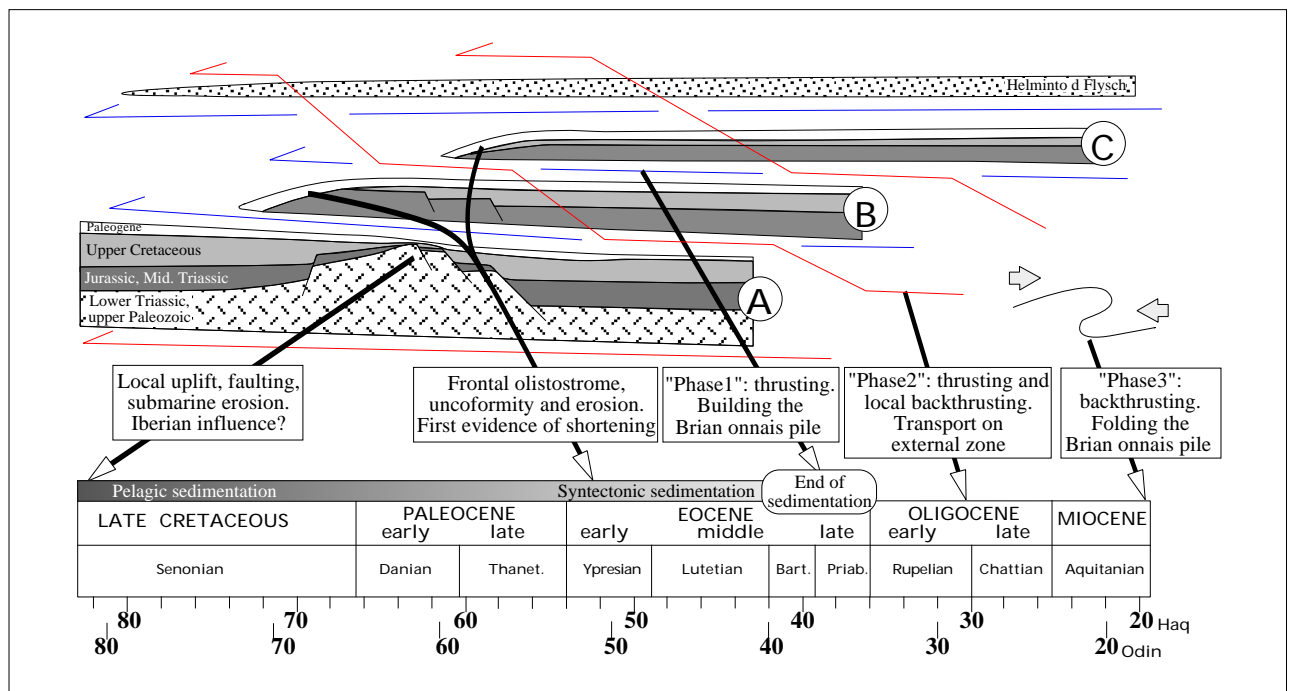 Helminto d Flysch
C
B
Paleogene
Upper Cretaceous
Jurassic, Mid. Triassic
Lower Triassic,
upper Paleozoic
A
Local uplift, faulting,
submarine erosion.
Iberian influence?
Frontal olistostrome,
uncoformity and erosion.
First evidence of shortening
"Phase1": thrusting.
Building the
Brian onnais pile
"Phase2": thrusting and
local backthrusting.
Transport on
external zone
"Phase3":
backthrusting.
Folding the
Brian onnais pile
Pelagic sedimentation
Syntectonic sedimentation
End of
sedimentation
LATE CRETACEOUS
PALEOCENE
early late
EOCENE
early middle late
OLIGOCENE
early late
MIOCENE
Senonian Danian Thanet. Ypresian Lutetian Bart. Priab. Rupelian Chattian Aquitanian
80 70 60 50 40 30 20 Haq
80 70 60 50 40 30 20 Odin